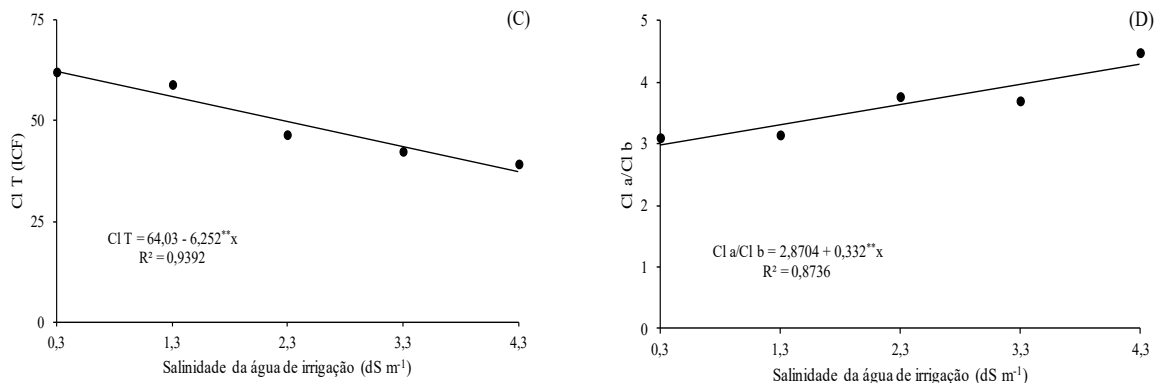 (C)
75
50
25
0
Cl T (ICF)
Cl T = 64,03 - 6,252**x
R² = 0,9392
0,3 1,3 2,3 3,3 4,3
Salinidade da água de irrigação (dS m-1)
(D)
5
4
3
2
1
0
Cl a/Cl b
Cl a/Cl b = 2,8704 + 0,332**x
R² = 0,8736
0,3 1,3 2,3 3,3 4,3
Salinidade da água de irrigação (dS m-1)